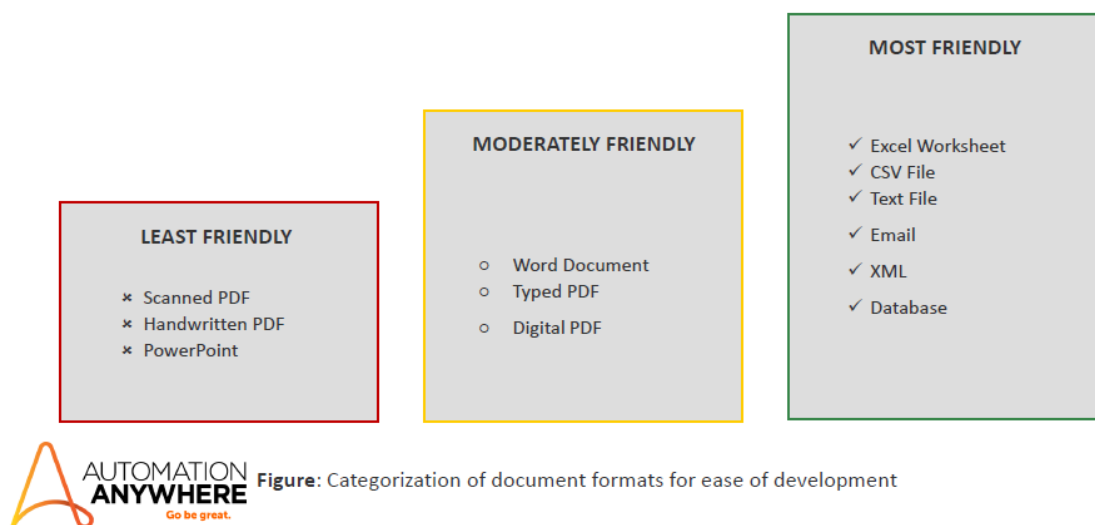 LEAST FRIENDLY
× Scanned PDF
× Handwritten PDF
× PowerPoint
MODERATELY FRIENDLY
○ Word Document
○ Typed PDF
○ Digital PDF
MOST FRIENDLY
✓ Excel Worksheet
✓ CSV File
✓ Text File
✓ Email
✓ XML
✓ Database
AUTOMATION
ANYWHERE
Go be great.
Figure: Categorization of document formats for ease of development